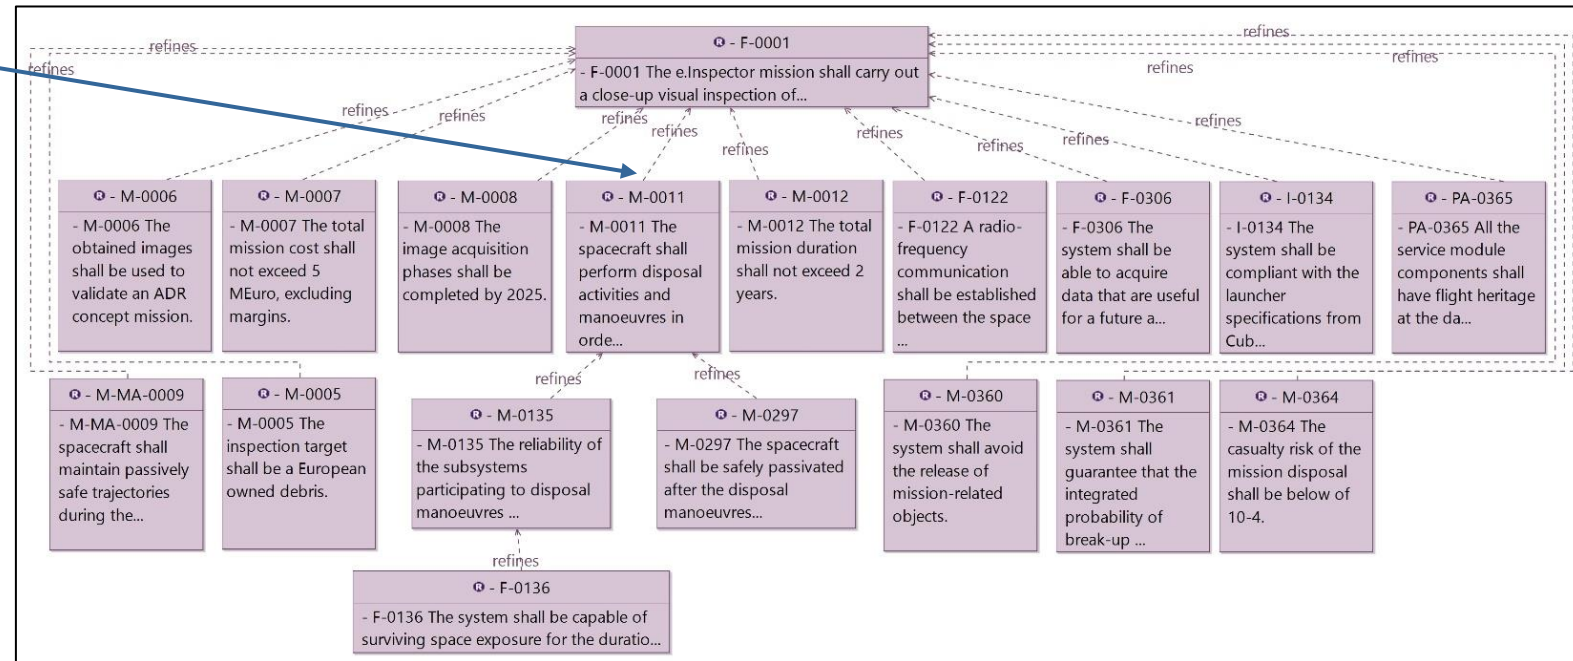 R - F-0001
- F-0001 The e.Inspector mission shall carry out
a close-up visual inspection of...
refines
refines
refines
refines
refines
refines
refines
refines
refines
refines
refines
refines
refines
refines
R - M-0006
- M-0006 The
obtained images
shall be used to
validate an ADR
concept mission.
R - M-0007
- M-0007 The total
mission cost shall
not exceed 5
MEuro, excluding
margins.
R - M-0008
- M-0008 The
image acquisition
phases shall be
completed by 2025.
R - M-0011
- M-0011 The
spacecraft shall
perform disposal
activities and
manoeuvres in
orde...
R - M-0012
- M-0012 The total
mission duration
shall not exceed 2
years.
R - F-0122
- F-0122 A radio-
frequency
communication
shall be established
between the space
...
R - F-0306
- F-0306 The
system shall be
able to acquire
data that are useful
for a future a...
R - I-0134
- I-0134 The
system shall be
compliant with the
launcher
specifications from
Cub...
R - PA-0365
- PA-0365 All the
service module
components shall
have flight heritage
at the da...
refines
refines
R - M-MA-0009
- M-MA-0009 The
spacecraft shall
maintain passively
safe trajectories
during the...
R - M-0005
- M-0005 The
inspection target
shall be a European
owned debris.
R - M-0135
- M-0135 The reliability of
the subsystems
participating to disposal
manoeuvres ...
R - M-0297
- M-0297 The spacecraft
shall be safely passivated
after the disposal
manoeuvres...
R - M-0360
- M-0360 The
system shall avoid
the release of
mission-related
objects.
R - M-0361
- M-0361 The
system shall
guarantee that the
integrated
probability of
break-up ...
R - M-0364
- M-0364 The
casualty risk of the
mission disposal
shall be below of
10-4.
refines
R - F-0136
- F-0136 The system shall be capable of
surviving space exposure for the duratio...